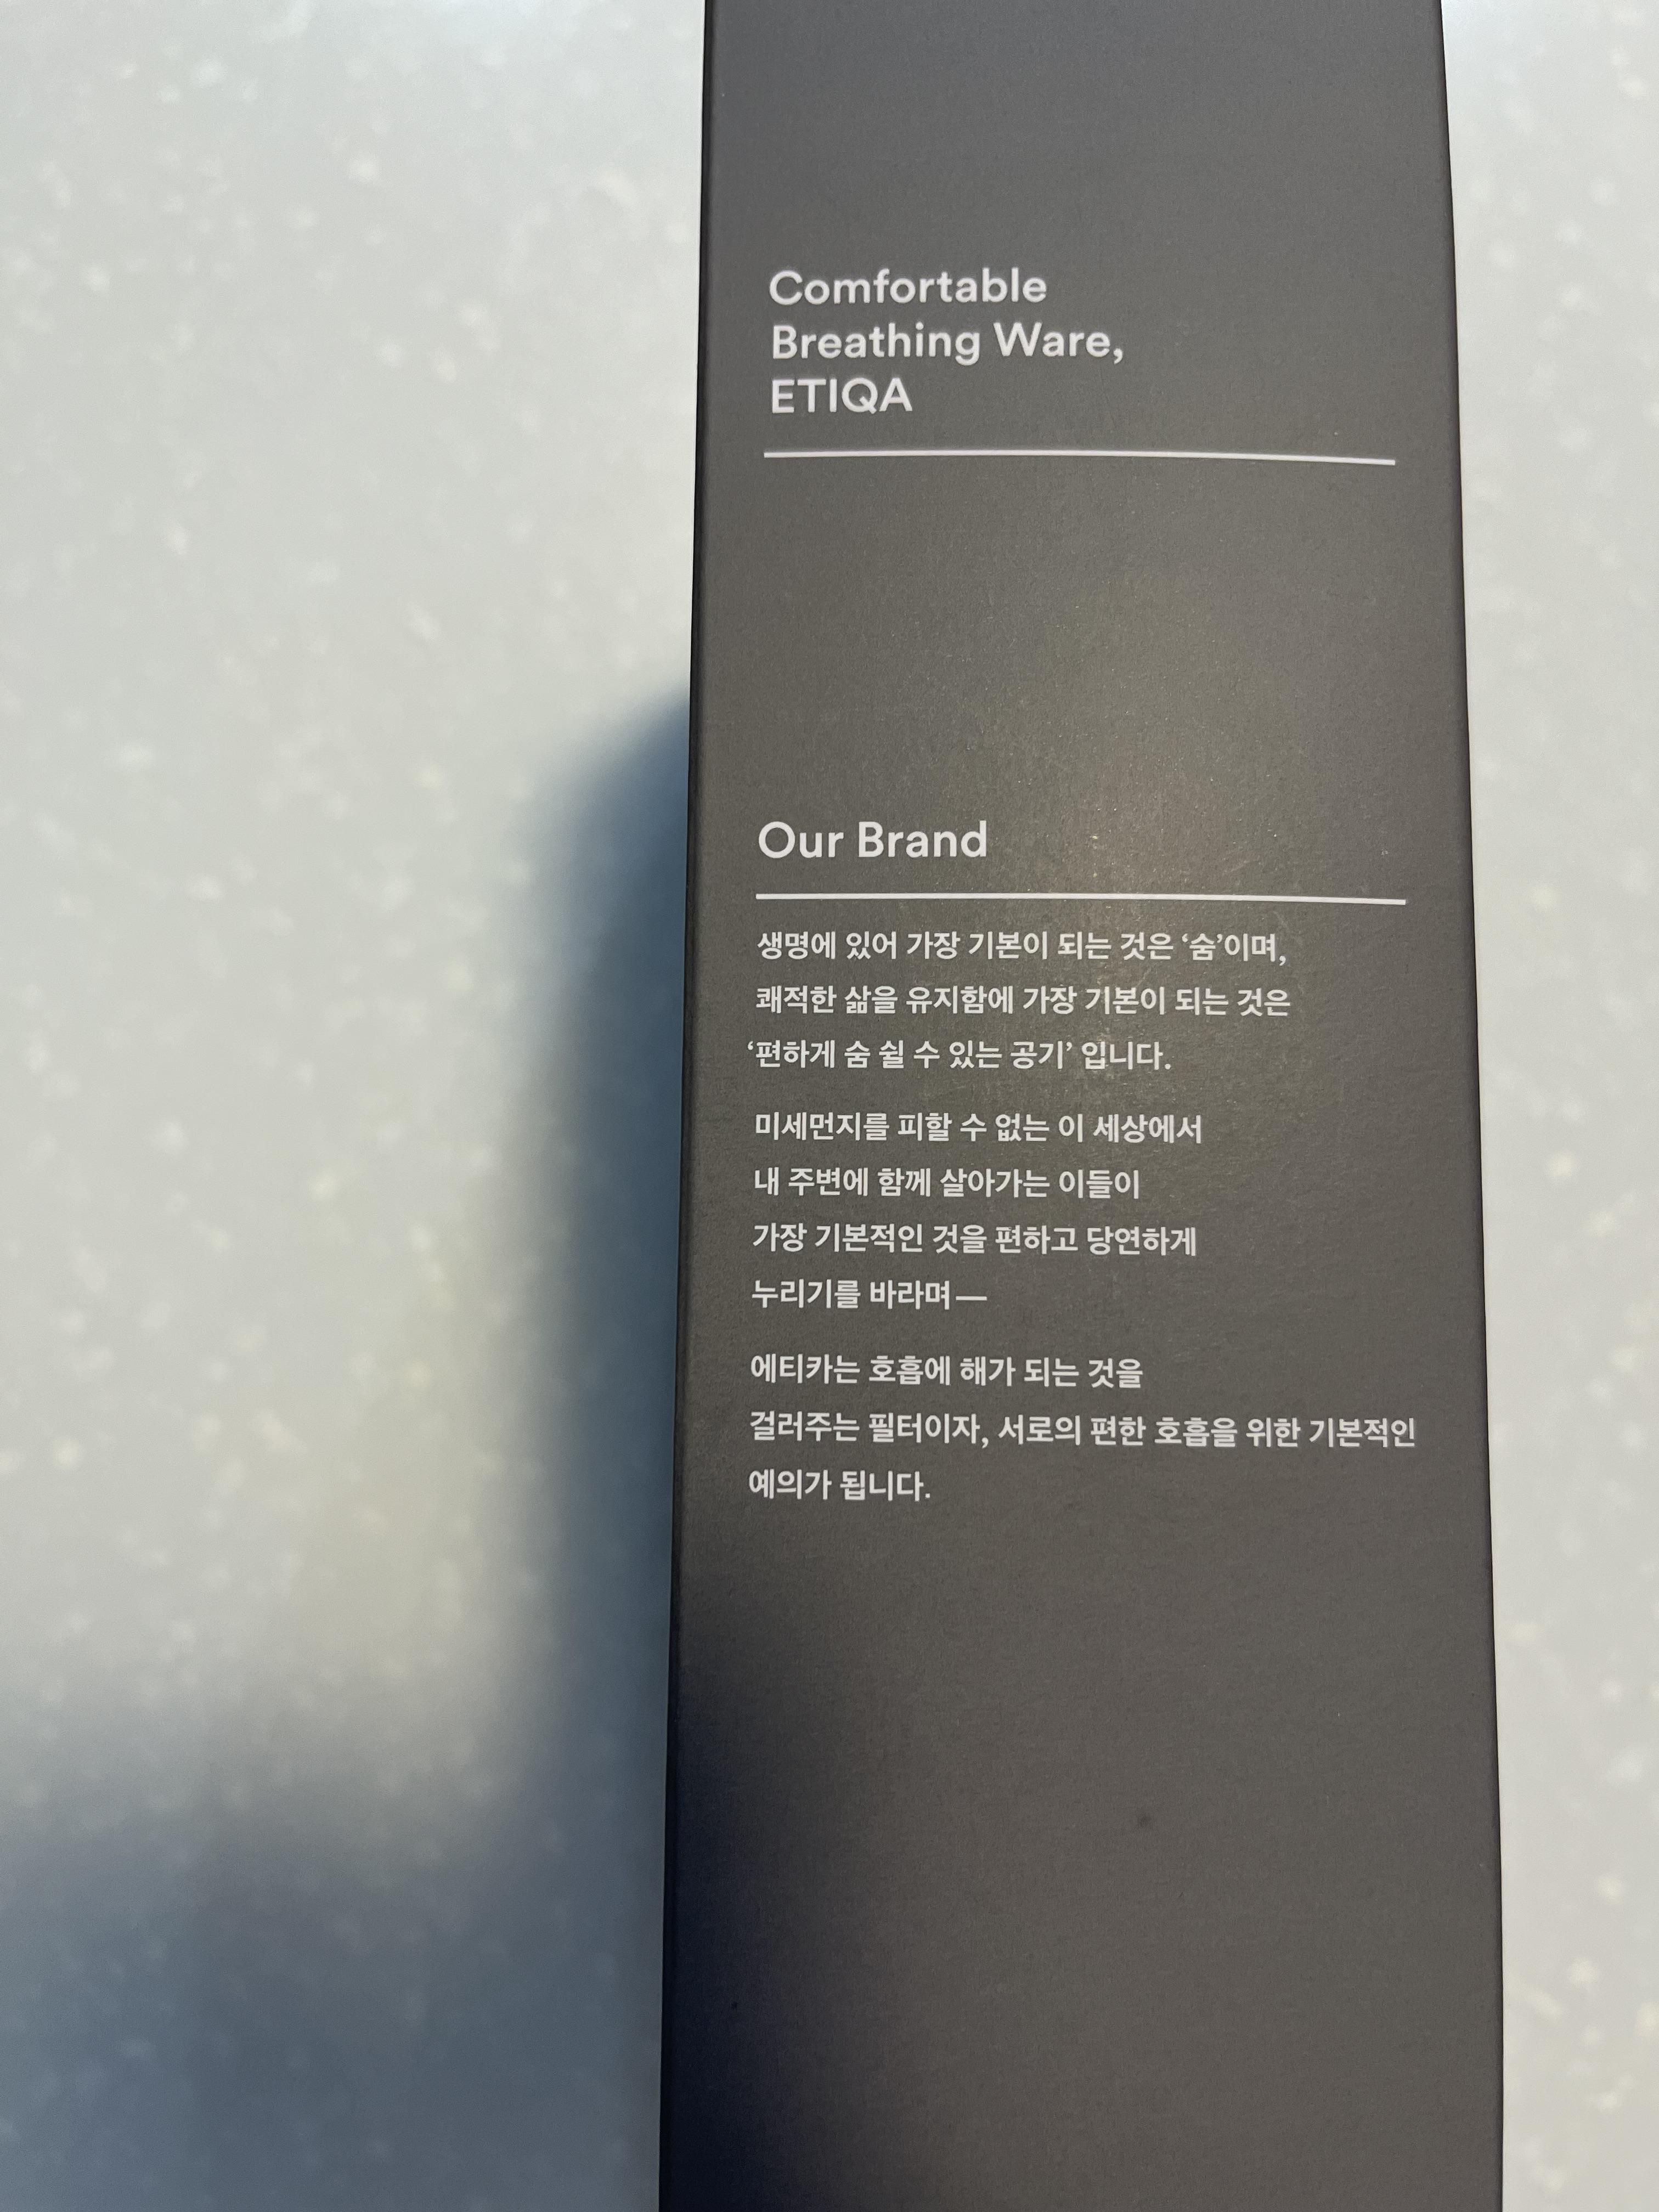 Comfortable
Breathing Ware,
ETIQA
Our Brand
생명에 있어 가장 기본이 되는 것은 ‘숨’이며,
쾌적한 삶을 유지함에 가장 기본이 되는 것은
‘편하게 숨 쉴 수 있는 공기’ 입니다.
미세먼지를 피할 수 없는 이 세상에서
내 주변에 함께 살아가는 이들이
가장 기본적인 것을 편하고 당연하게
누리기를 바라며—
에티카는 호흡에 해가 되는 것을
걸러주는 필터이자, 서로의 편한 호흡을 위한 기본적인
예의가 됩니다.